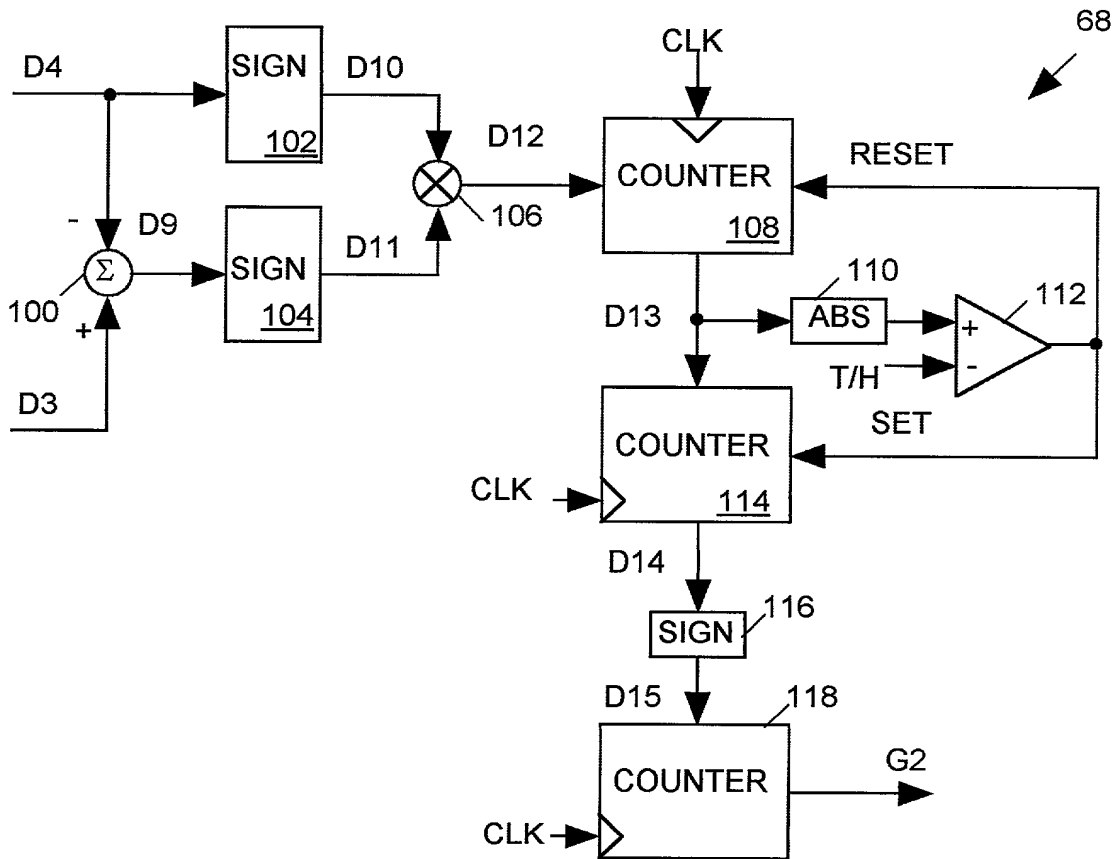 68
CLK
D4
SIGN
102
D10
D12
COUNTER
108
RESET
106
-
D9
Σ
100
+
SIGN
104
D11
D13
110
ABS
112
+
-
T/H
D3
COUNTER
114
SET
CLK
D14
SIGN
116
D15
118
COUNTER
G2
CLK